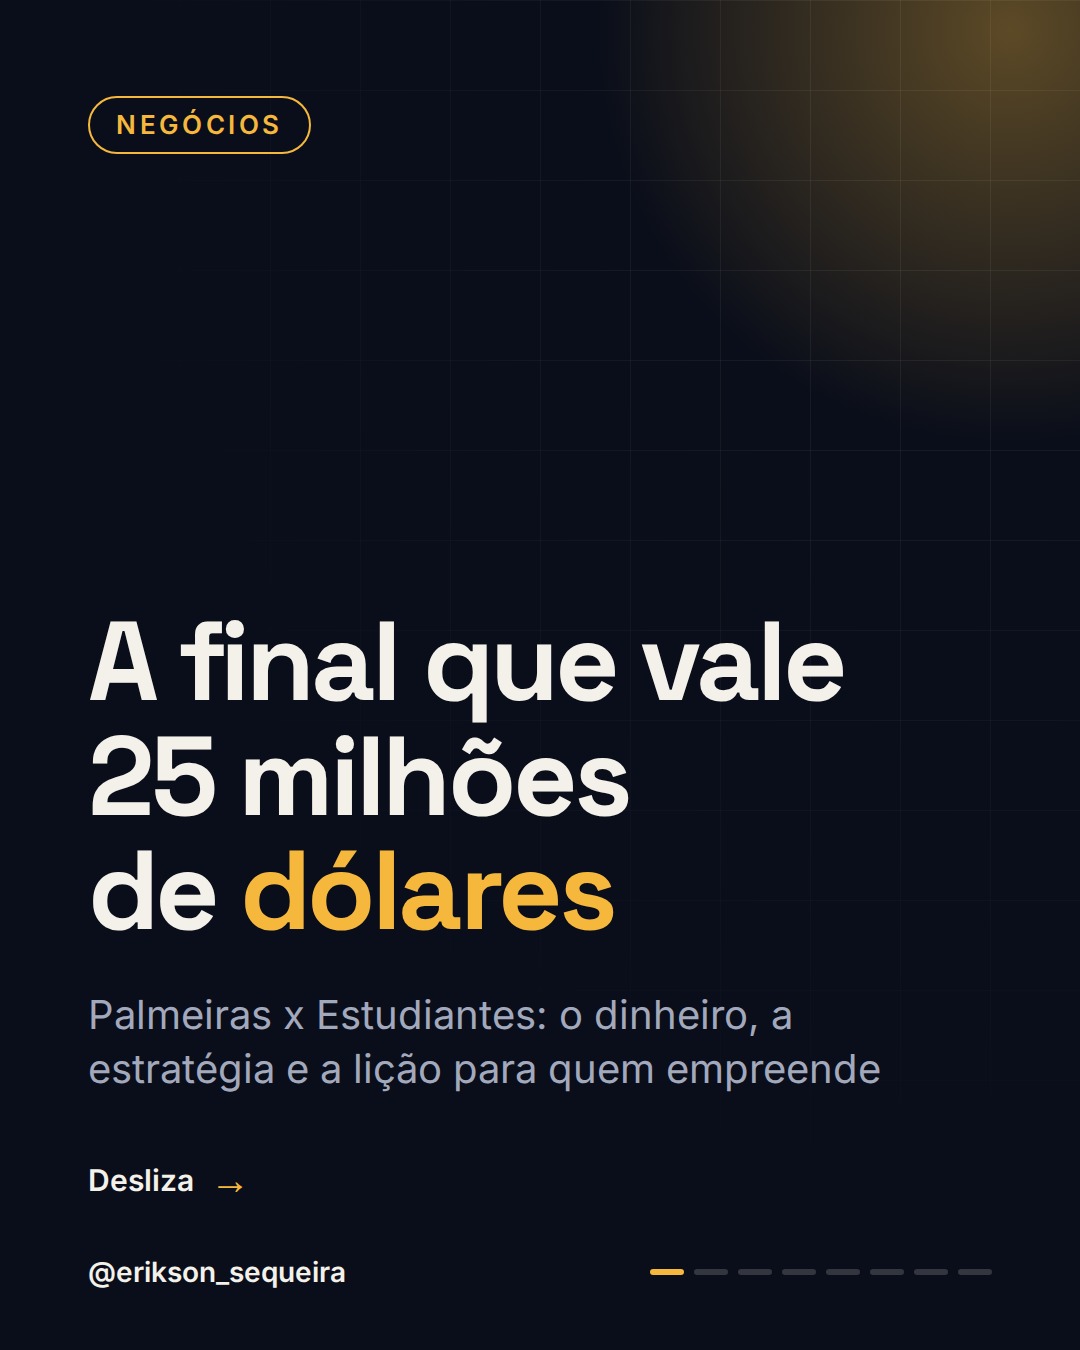 NEGÓCIOS
A final que vale
25 milhões
de dólares
Palmeiras x Estudiantes: o dinheiro, a
estratégia e a lição para quem empreende
Desliza →
@erikson_sequeira